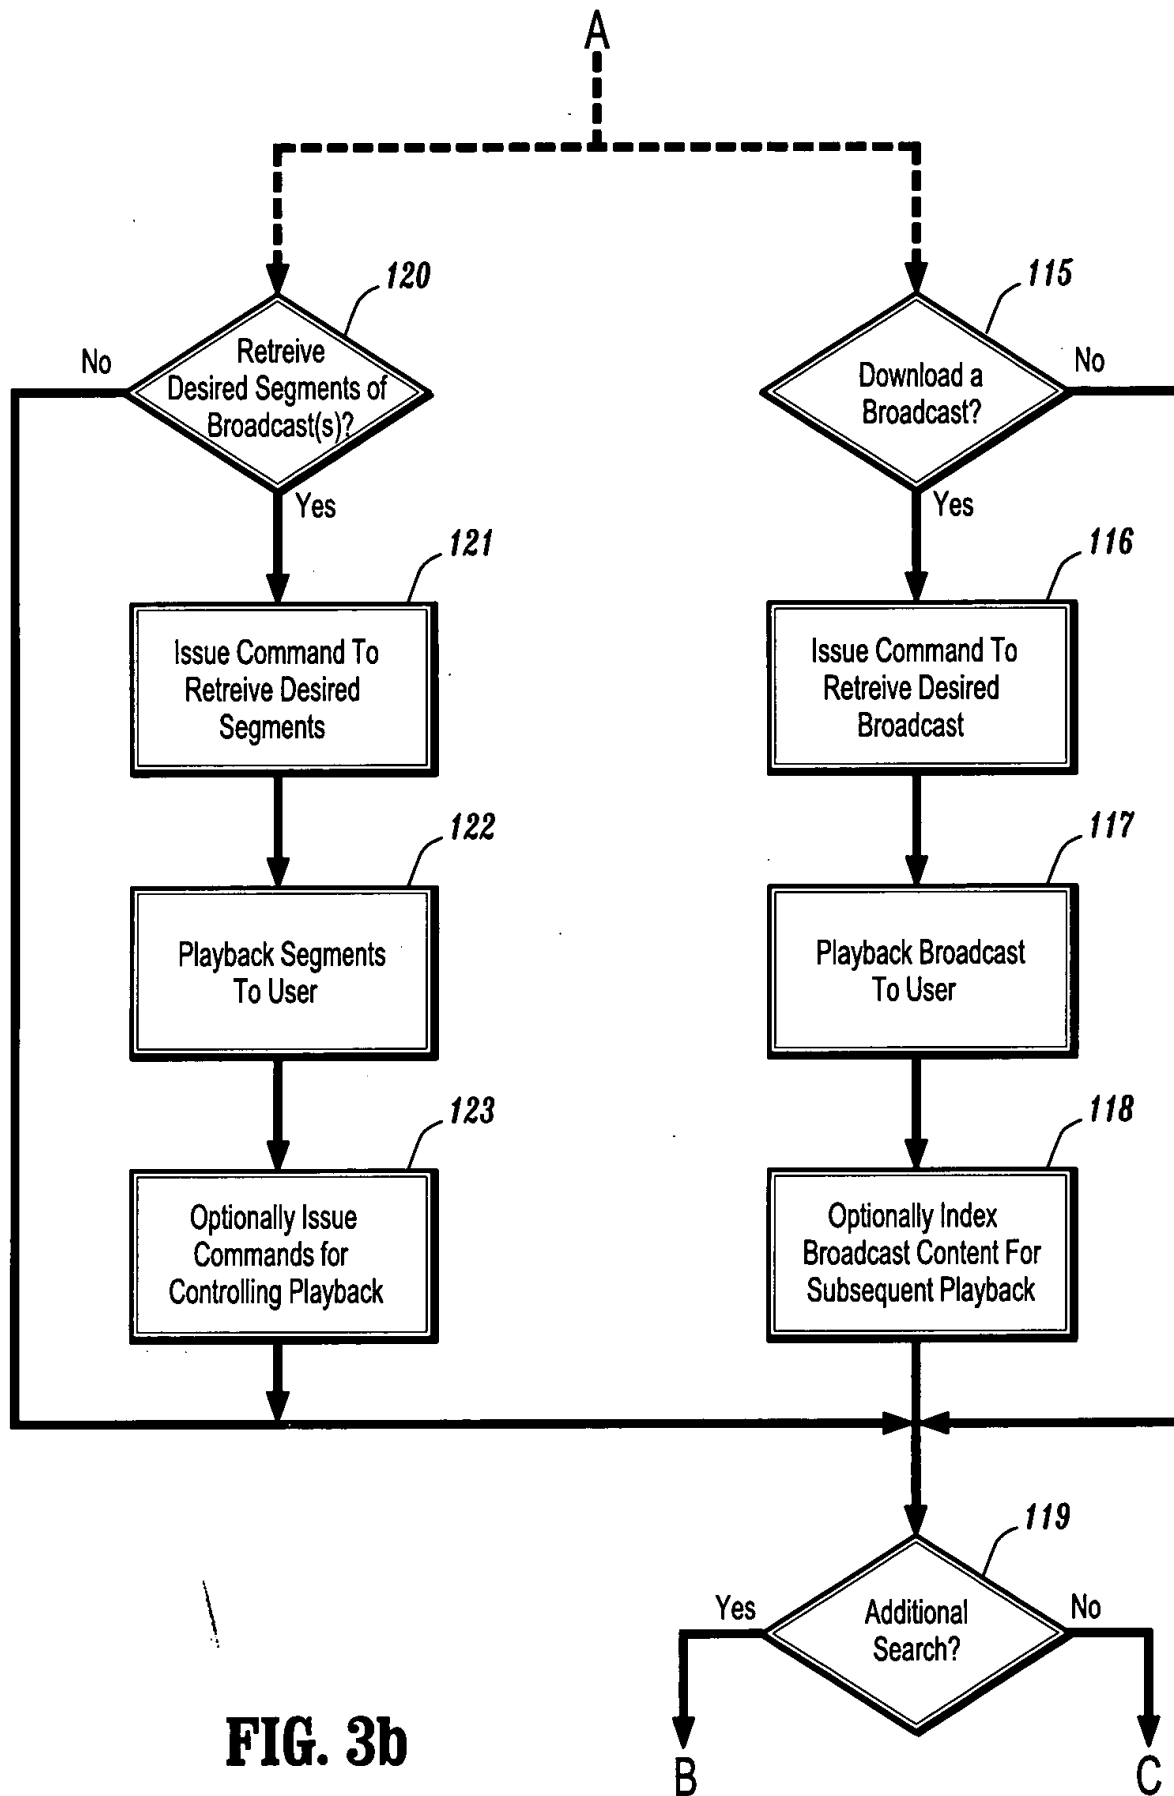 A
120
Retreive
Desired Segments of
Broadcast(s)?
No
Yes
121
Issue Command To
Retreive Desired
Segments
122
Playback Segments
To User
123
Optionally Issue
Commands for
Controlling Playback
115
Download a
Broadcast?
No
Yes
116
Issue Command To
Retreive Desired
Broadcast
117
Playback Broadcast
To User
118
Optionally Index
Broadcast Content For
Subsequent Playback
119
Additional
Search?
Yes
No
B
C
FIG. 3b